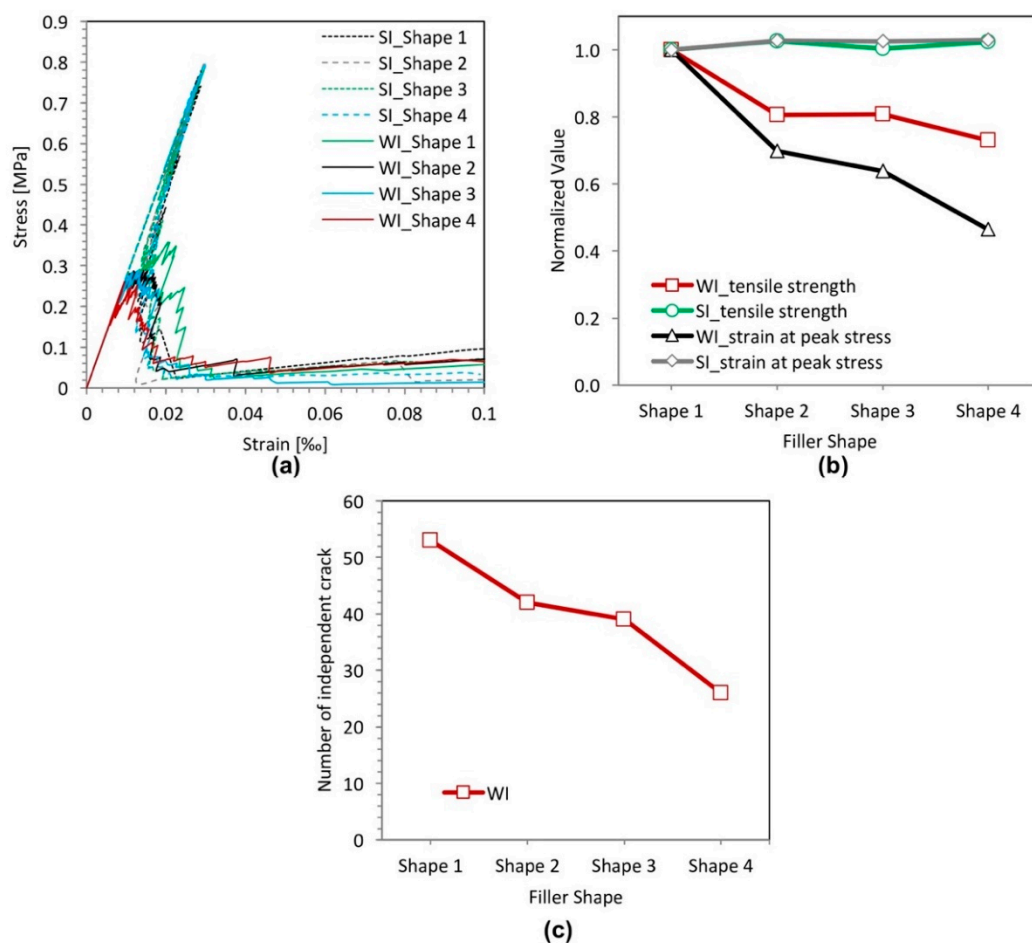 0.9
0.8
0.7
0.6
0.5
0.4
0.3
0.2
0.1
0
Stress [MPa]
SI_Shape 1
SI_Shape 2
SI_Shape 3
SI_Shape 4
WI_Shape 1
WI_Shape 2
WI_Shape 3
WI_Shape 4
0 0.02 0.04 0.06 0.08 0.1
Strain [‰]
(a)
1.0
0.8
0.6
0.4
0.2
0.0
Normalized Value
WI_tensile strength
SI_tensile strength
WI_strain at peak stress
SI_strain at peak stress
Shape 1 Shape 2 Shape 3 Shape 4
Filler Shape
(b)
60
50
40
30
20
10
0
Number of independent crack
WI
Shape 1 Shape 2 Shape 3 Shape 4
Filler Shape
(c)